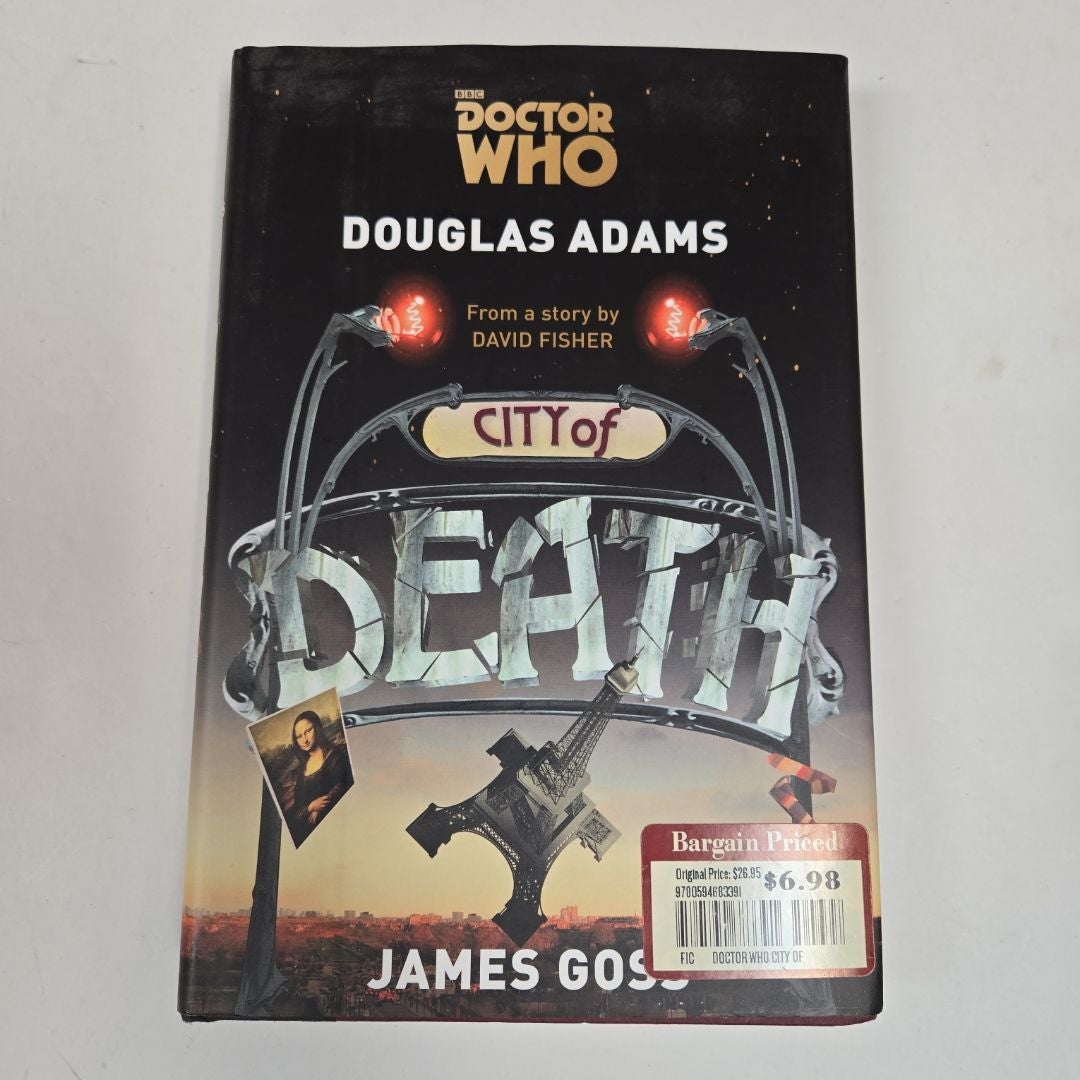 BBC
DOCTOR
WHO
DOUGLAS ADAMS
From a story by
DAVID FISHER
CITY of
DEATH
Bargain Priced
Original Price: $26.95 $6.98
9780594683391
FIC DOCTOR WHO CITY OF
JAMES GOSS